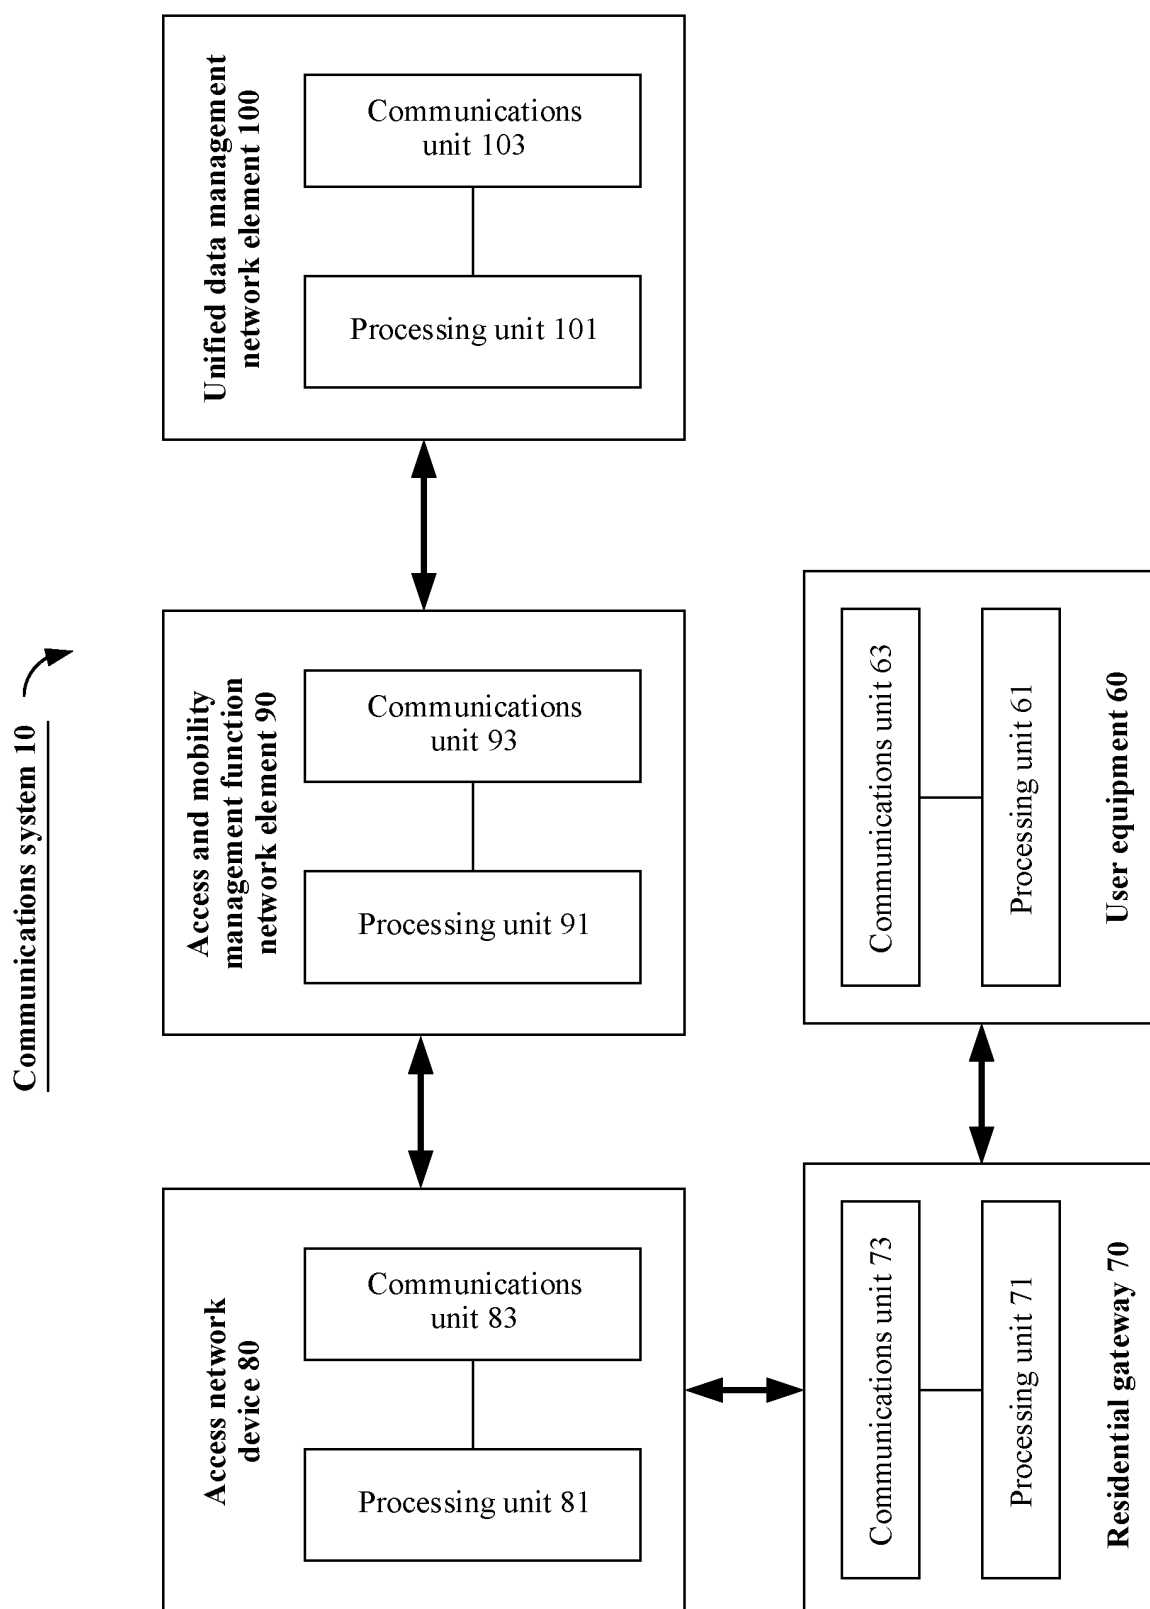 Communications system 10
Unified data management
network element 100
Communications
unit 103
Processing unit 101
Access and mobility
management function
network element 90
Communications
unit 93
Processing unit 91
Access network
device 80
Communications
unit 83
Processing unit 81
Communications unit 63
Processing unit 61
User equipment 60
Communications unit 73
Processing unit 71
Residential gateway 70